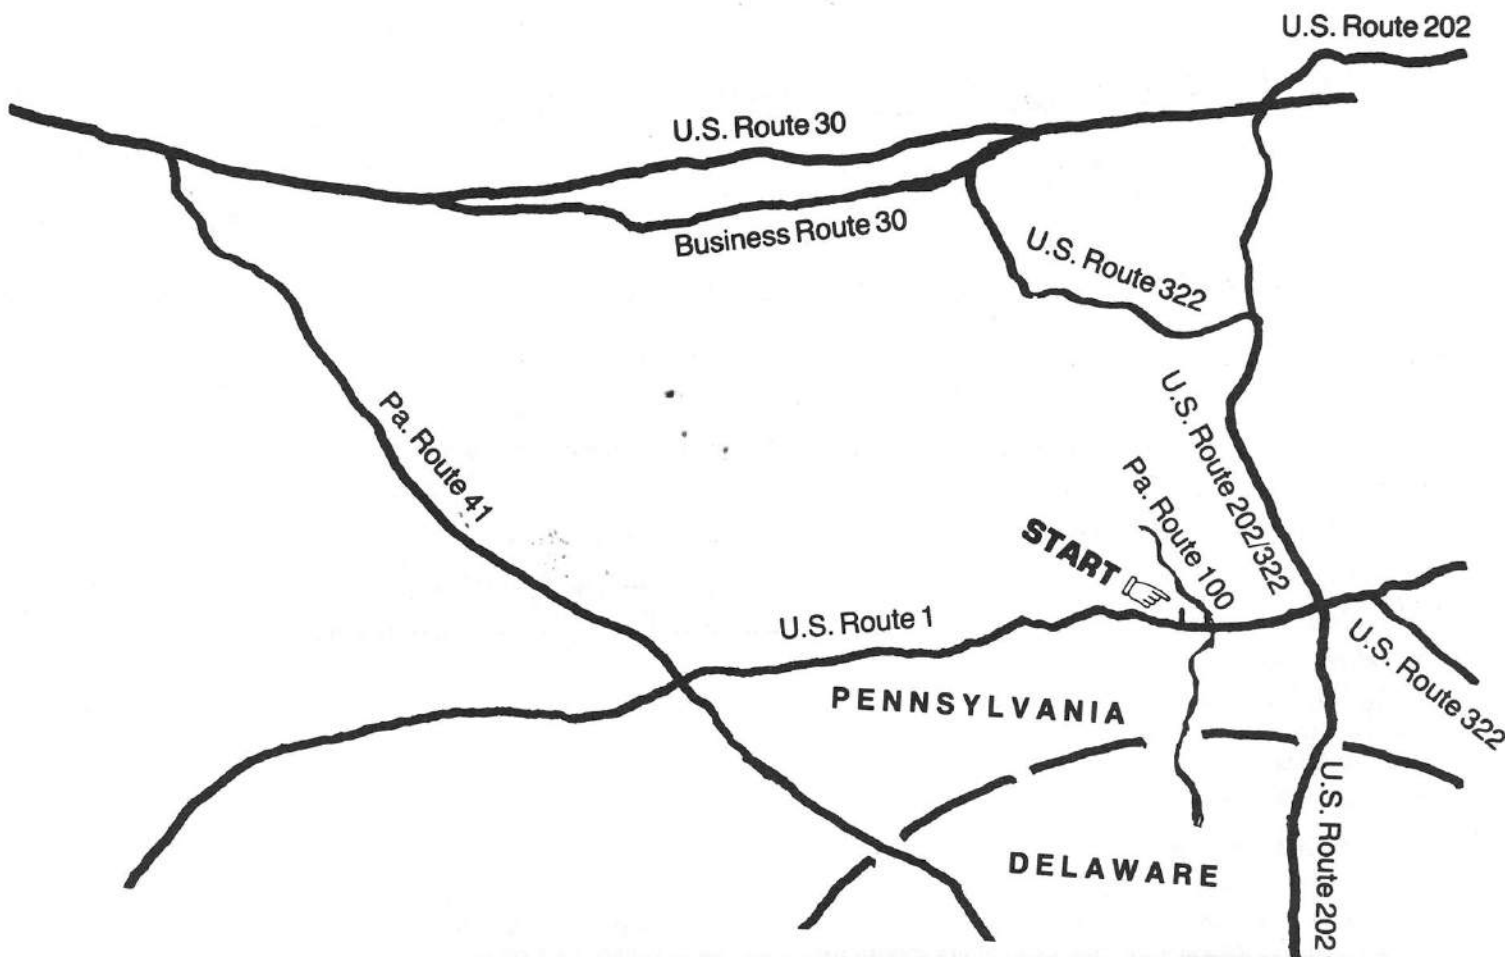 U.S. Route 202
U.S. Route 30
Business Route 30
U.S. Route 322
Pa. Route 41
U.S. Route 202/322
Pa. Route 100
START
U.S. Route 1
U.S. Route 322
PENNSYLVANIA
DELAWARE
U.S. Route 202